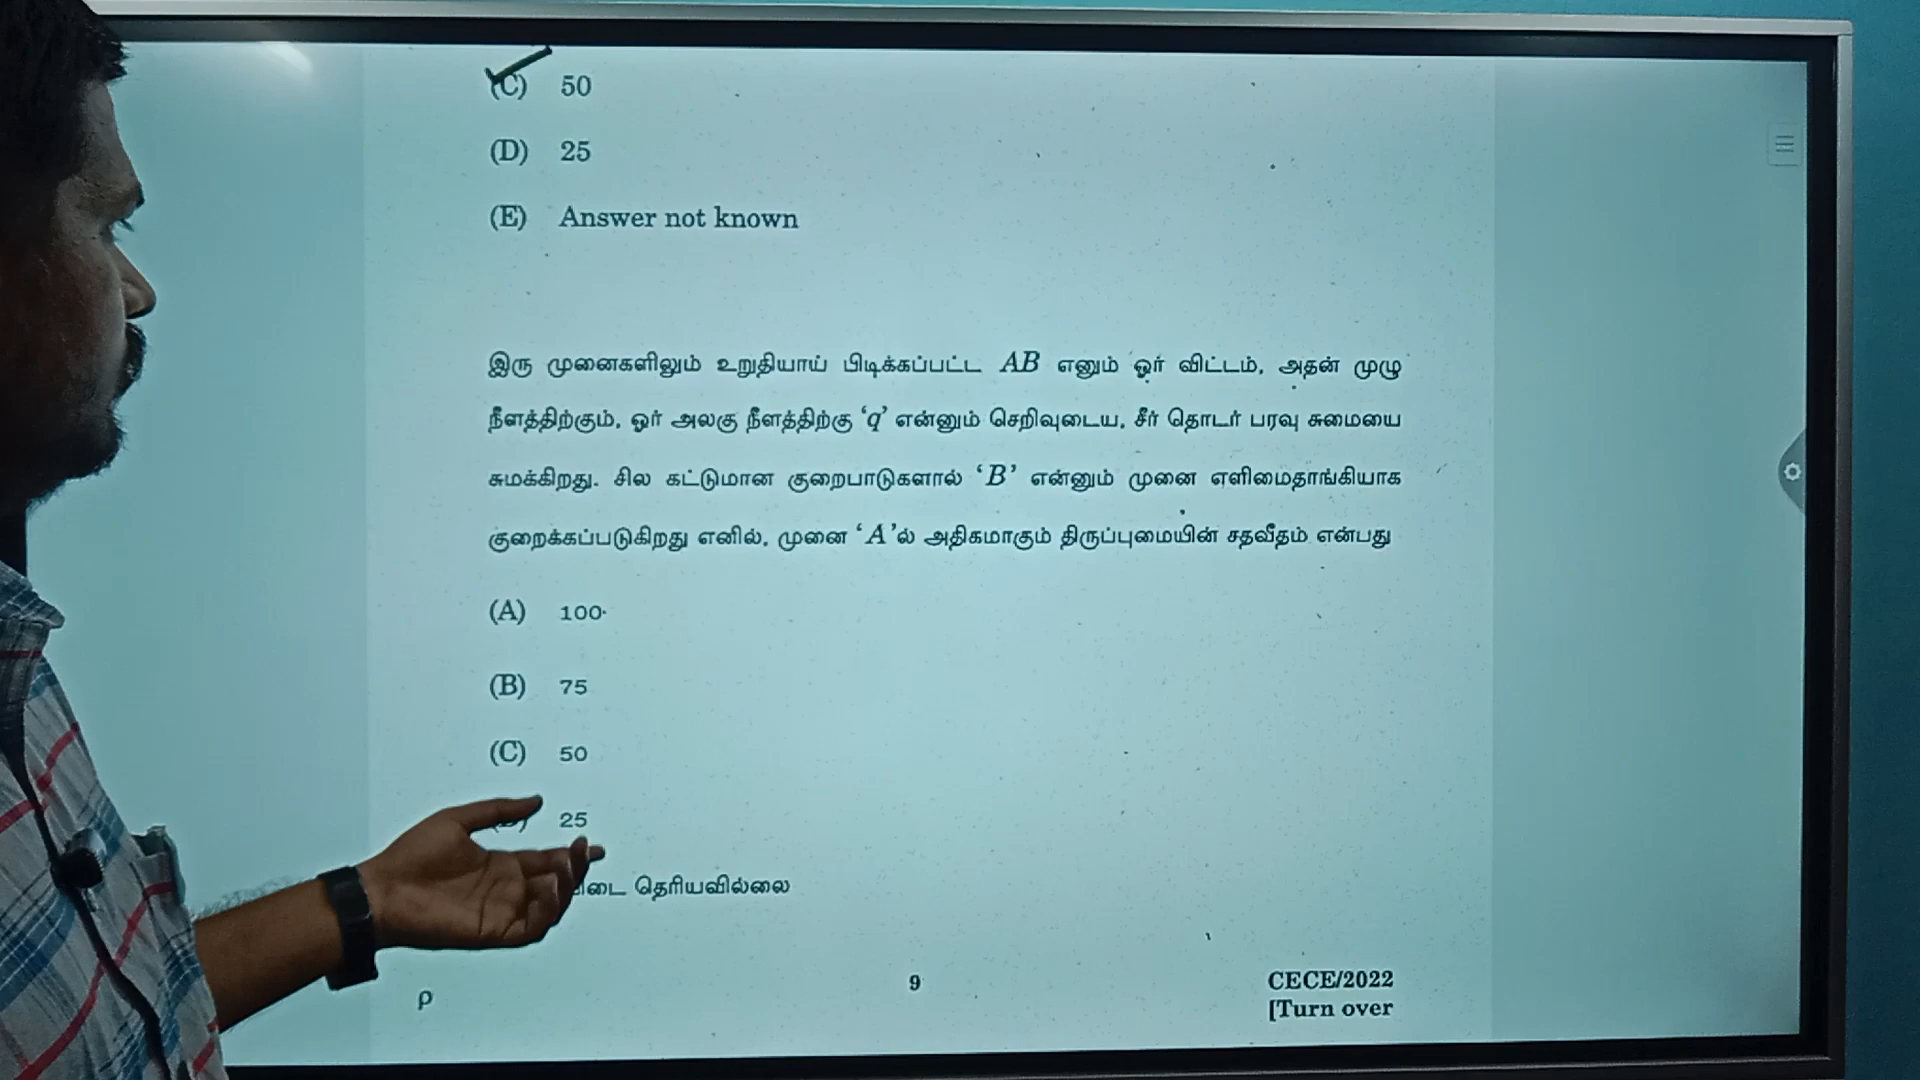 (C) 50
(D) 25
(E) Answer not known
இரு முனைகளிலும் உறுதியாய் பிடிக்கப்பட்ட AB எனும் ஓர் விட்டம், அதன் முழு
நீளத்திற்கும், ஓர் அலகு நீளத்திற்கு ‘q’ என்னும் செறிவுடைய, சீர் தொடர் பரவு சுமையை
சுமக்கிறது. சில கட்டுமான குறைபாடுகளால் ‘B’ என்னும் முனை எளிமைதாங்கியாக
குறைக்கப்படுகிறது எனில், முனை ‘A’ல் அதிகமாகும் திருப்புமையின் சதவீதம் என்பது
(A) 100
(B) 75
(C) 50
25
தெரியவில்லை
9
CECE/2022
[Turn over